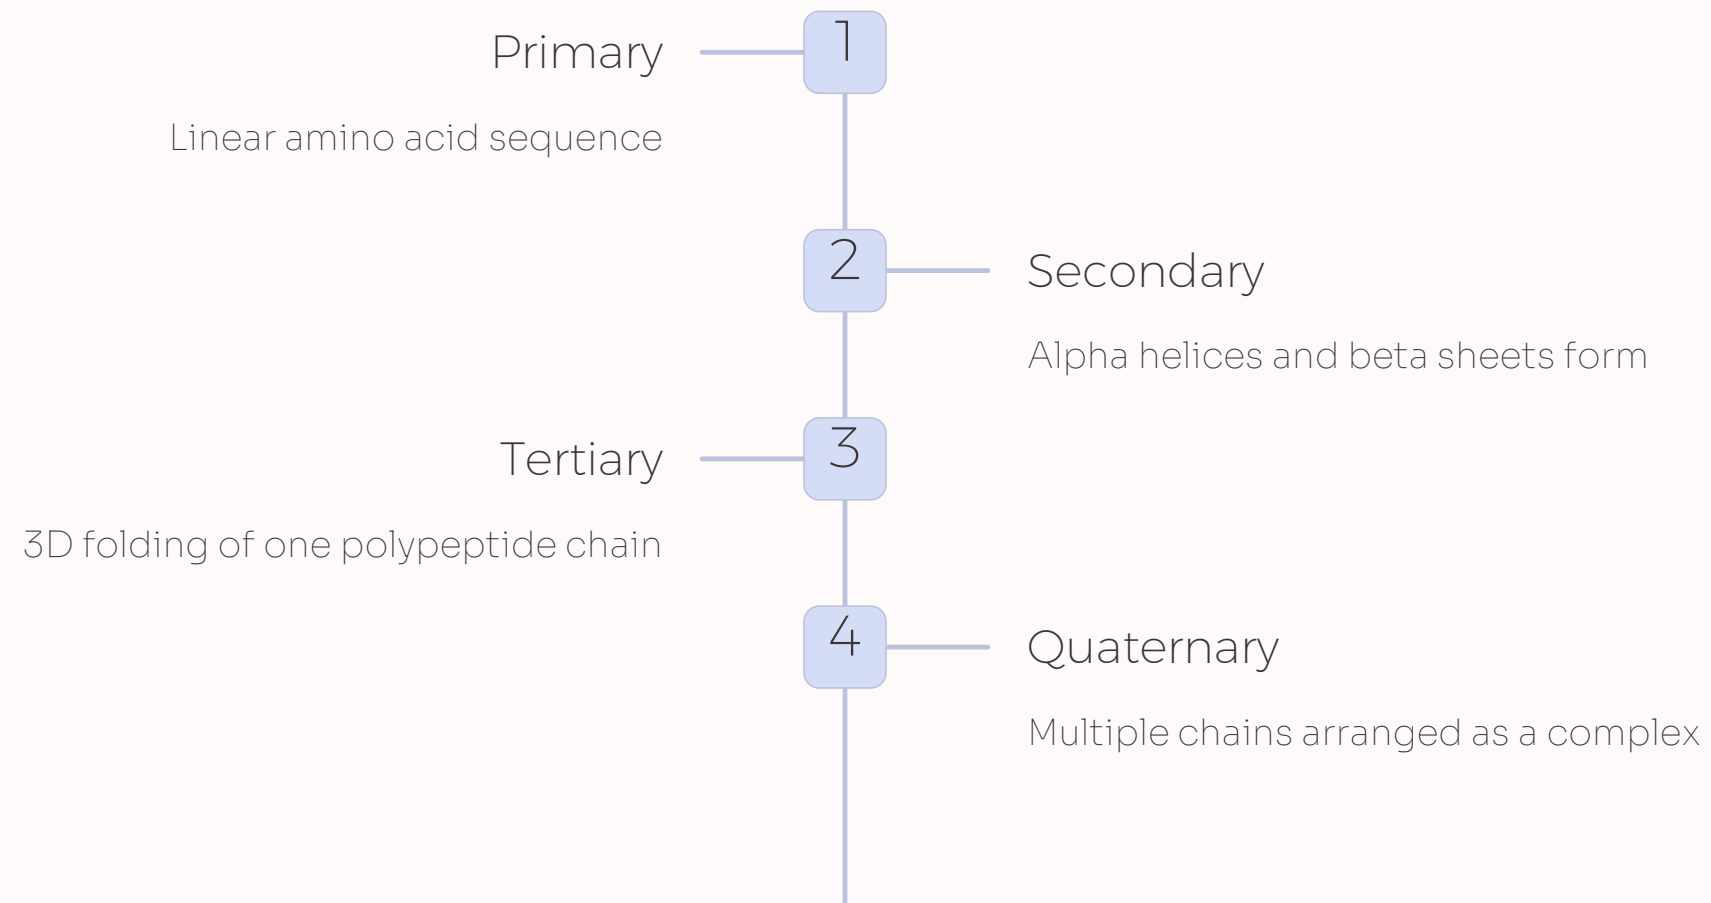 1
Primary
Linear amino acid sequence
2
Secondary
Alpha helices and beta sheets form
3
Tertiary
3D folding of one polypeptide chain
4
Quaternary
Multiple chains arranged as a complex